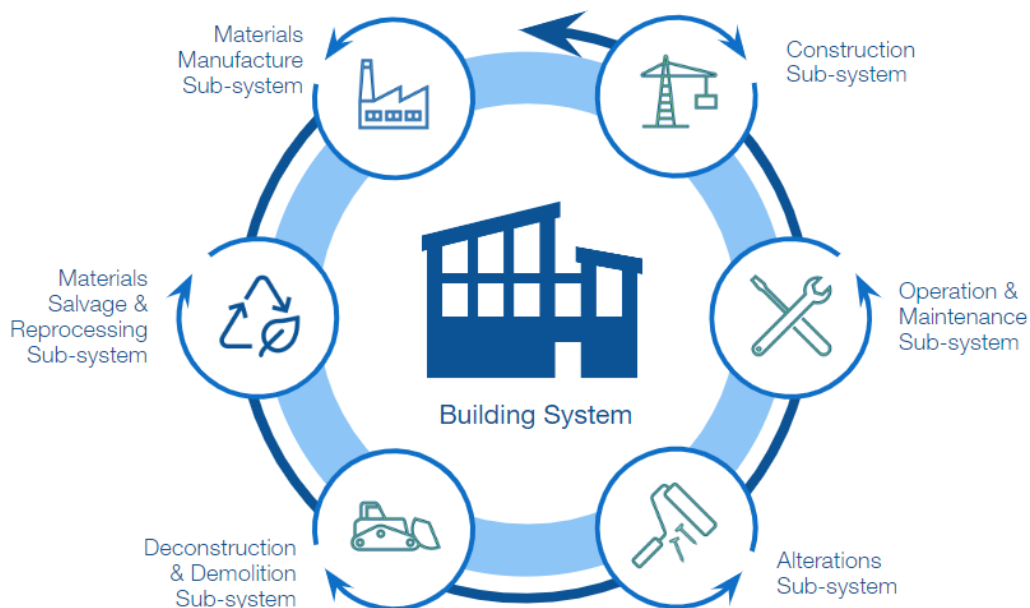 Materials
Manufacture
Sub-system
Construction
Sub-system
Materials
Salvage &
Reprocessing
Sub-system
Operation &
Maintenance
Sub-system
Building System
Deconstruction
& Demolition
Sub-system
Alterations
Sub-system